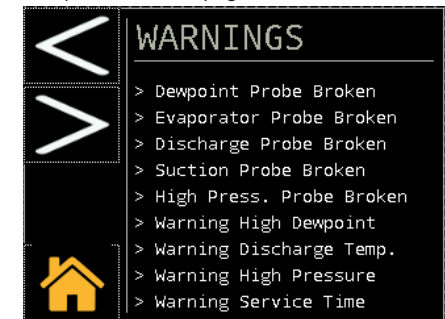 WARNINGS
> Dewpoint Probe Broken
> Evaporator Probe Broken
> Discharge Probe Broken
> Suction Probe Broken
> High Press. Probe Broken
> Warning High Dewpoint
> Warning Discharge Temp.
> Warning High Pressure
> Warning Service Time